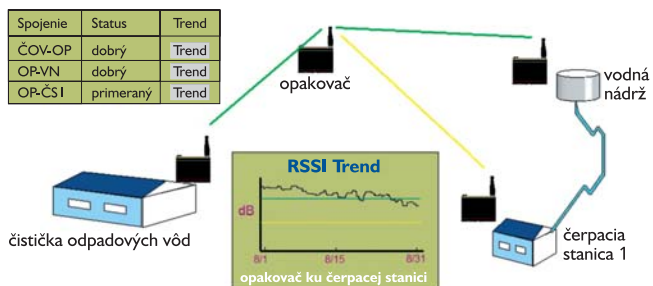 Spojenie Status Trend
ČOV-OP dobrý Trend
OP-VN dobrý Trend
OP-ČS1 primeraný Trend
opakovač
vodná
nádrž
čistička odpadových vôd
RSSI Trend
dB
8/1 8/15 8/31
opakovač ku čerpacej stanici
čerpacia
stanica 1